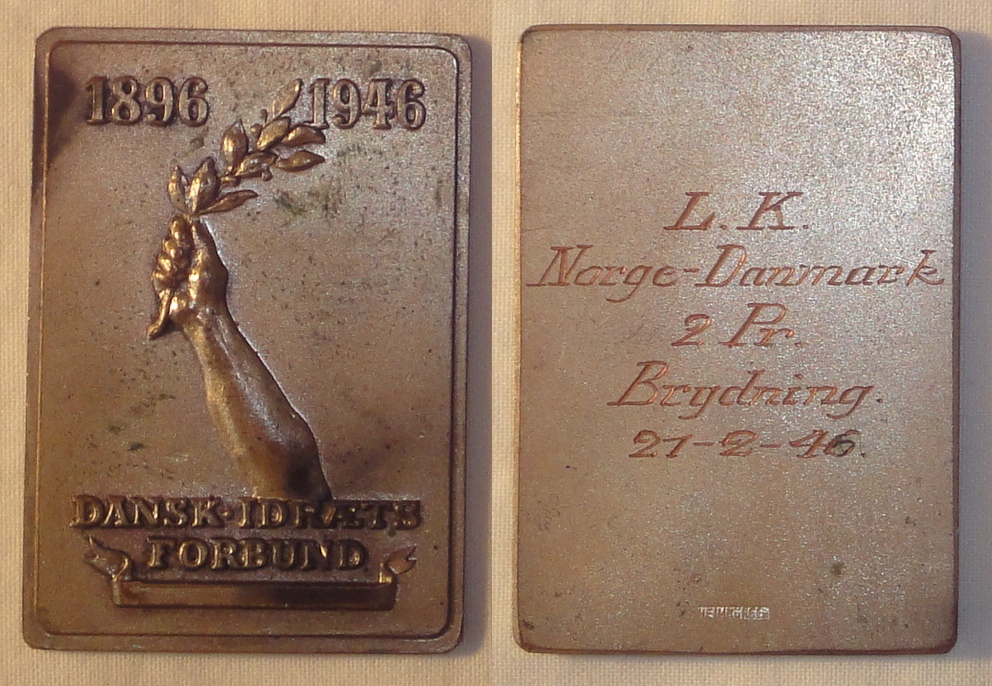 1896 1946
DANSK·IDRÆTS
FORBUND
L. K.
Norge-Danmark
2 Pr.
Brydning.
21-2-46.